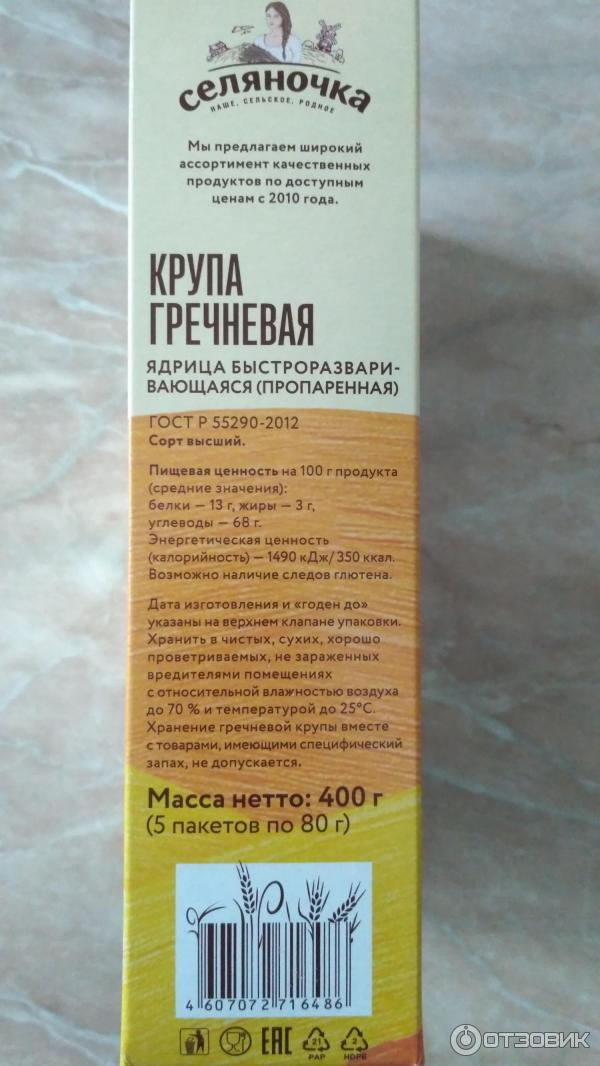 селяночка
НАШЕ, СЕЛЬСКОЕ, РОДНОЕ
Мы предлагаем широкий
ассортимент качественных
продуктов по доступным
ценам с 2010 года.
КРУПА
ГРЕЧНЕВАЯ
ЯДРИЦА БЫСТРОРАЗВАРИ-
ВАЮЩАЯСЯ (ПРОПАРЕННАЯ)
ГОСТ Р 55290-2012
Сорт высший.
Пищевая ценность на 100 г продукта
(средние значения):
белки — 13 г, жиры — 3 г,
углеводы — 68 г.
Энергетическая ценность
(калорийность) — 1490 кДж/ 350 ккал.
Возможно наличие следов глютена.
Дата изготовления и «годен до»
указаны на верхнем клапане упаковки.
Хранить в чистых, сухих, хорошо
проветриваемых, не зараженных
вредителями помещениях
с относительной влажностью воздуха
до 70 % и температурой до 25°С.
Хранение гречневой крупы вместе
с товарами, имеющими специфический
запах, не допускается.
Масса нетто: 400 г
(5 пакетов по 80 г)
4 607072 716486
EAC
21
PAP
2
HDPE
ОТЗОВИК